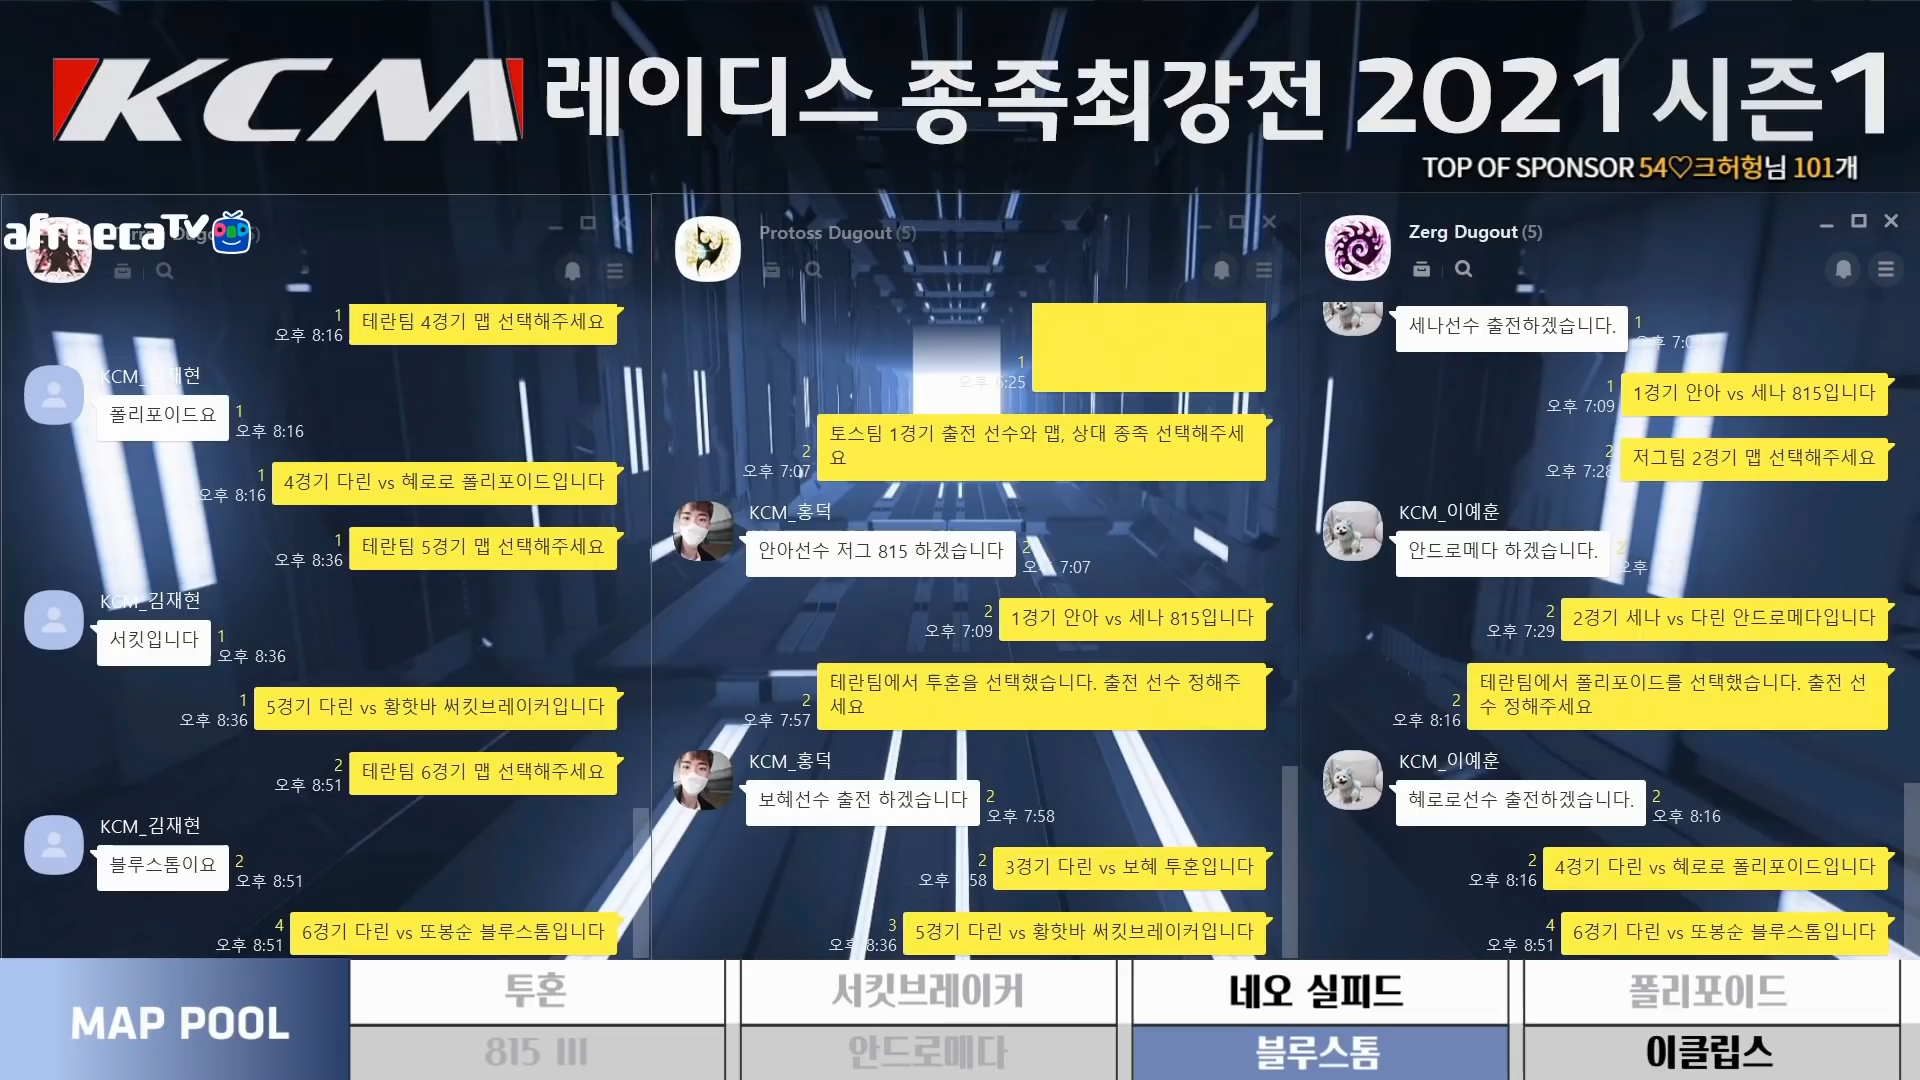 KCM 레이디스 종족최강전 2021 시즌1
TOP OF SPONSOR 54♡크허헝님 101개
afreecaTV
1
오후 8:16
테란팀 4경기 맵 선택해주세요
폴리포이드요
1
오후 8:16
1
오후 8:16
4경기 다린 vs 혜로로 폴리포이드입니다
1
오후 8:36
테란팀 5경기 맵 선택해주세요
KCM_김재현
서킷입니다
1
오후 8:36
1
오후 8:36
5경기 다린 vs 황핫바 써킷브레이커입니다
2
오후 8:51
테란팀 6경기 맵 선택해주세요
KCM_김재현
블루스톰이요
2
오후 8:51
4
오후 8:51
6경기 다린 vs 또봉순 블루스톰입니다
Protoss Dugout (5)
1
2
오후 7:07
토스팀 1경기 출전 선수와 맵, 상대 종족 선택해주세
요
KCM_홍덕
안아선수 저그 815 하겠습니다
2
오후 7:07
2
오후 7:09
1경기 안아 vs 세나 815입니다
2
오후 7:57
테란팀에서 투혼을 선택했습니다. 출전 선수 정해주
세요
KCM_홍덕
보혜선수 출전 하겠습니다
2
오후 7:58
2
오후
3경기 다린 vs 보혜 투혼입니다
3
오후 8:36
5경기 다린 vs 황핫바 써킷브레이커입니다
Zerg Dugout (5)
세나선수 출전하겠습니다.
1
1
오후 7:09
1경기 안아 vs 세나 815입니다
2
오후 7:28
저그팀 2경기 맵 선택해주세요
KCM_이예훈
안드로메다 하겠습니다.
2
오후
2
오후 7:29
2경기 세나 vs 다린 안드로메다입니다
2
오후 8:16
테란팀에서 폴리포이드를 선택했습니다. 출전 선
수 정해주세요
KCM_이예훈
혜로로선수 출전하겠습니다.
2
오후 8:16
2
오후 8:16
4경기 다린 vs 혜로로 폴리포이드입니다
4
오후 8:51
6경기 다린 vs 또봉순 블루스톰입니다
MAP POOL
투혼
서킷브레이커
네오 실피드
폴리포이드
815 III
안드로메다
블루스톰
이클립스